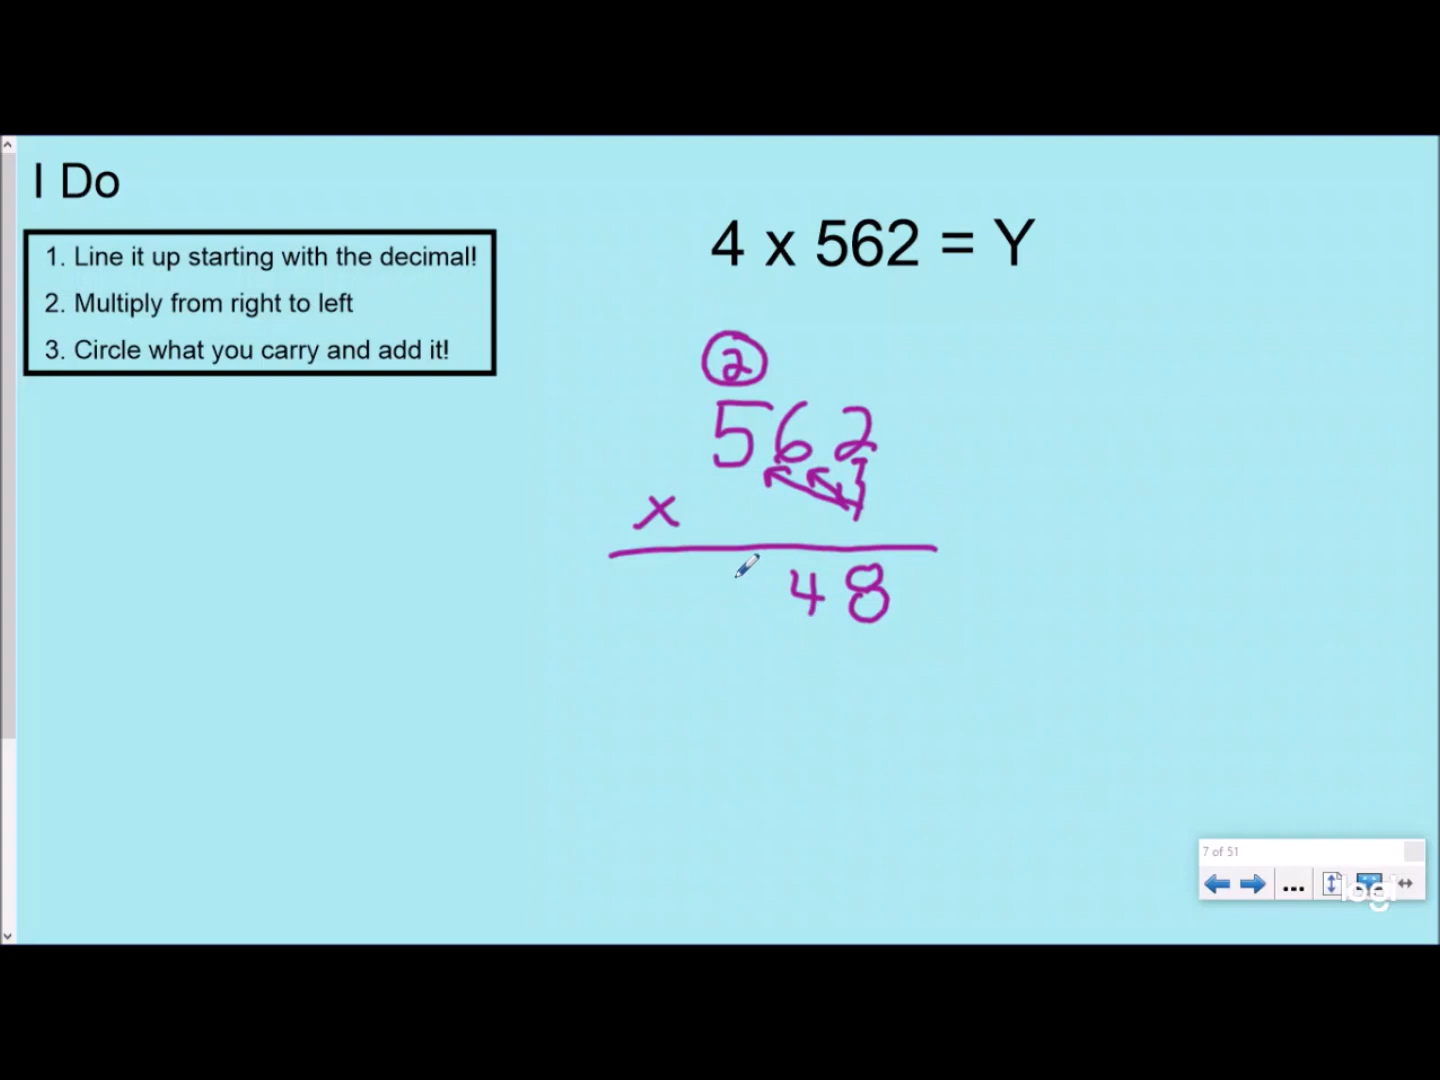 I Do
1. Line it up starting with the decimal!
2. Multiply from right to left
3. Circle what you carry and add it!
4 x 562 = Y
2
562
x
48
7 of 51
...
logi